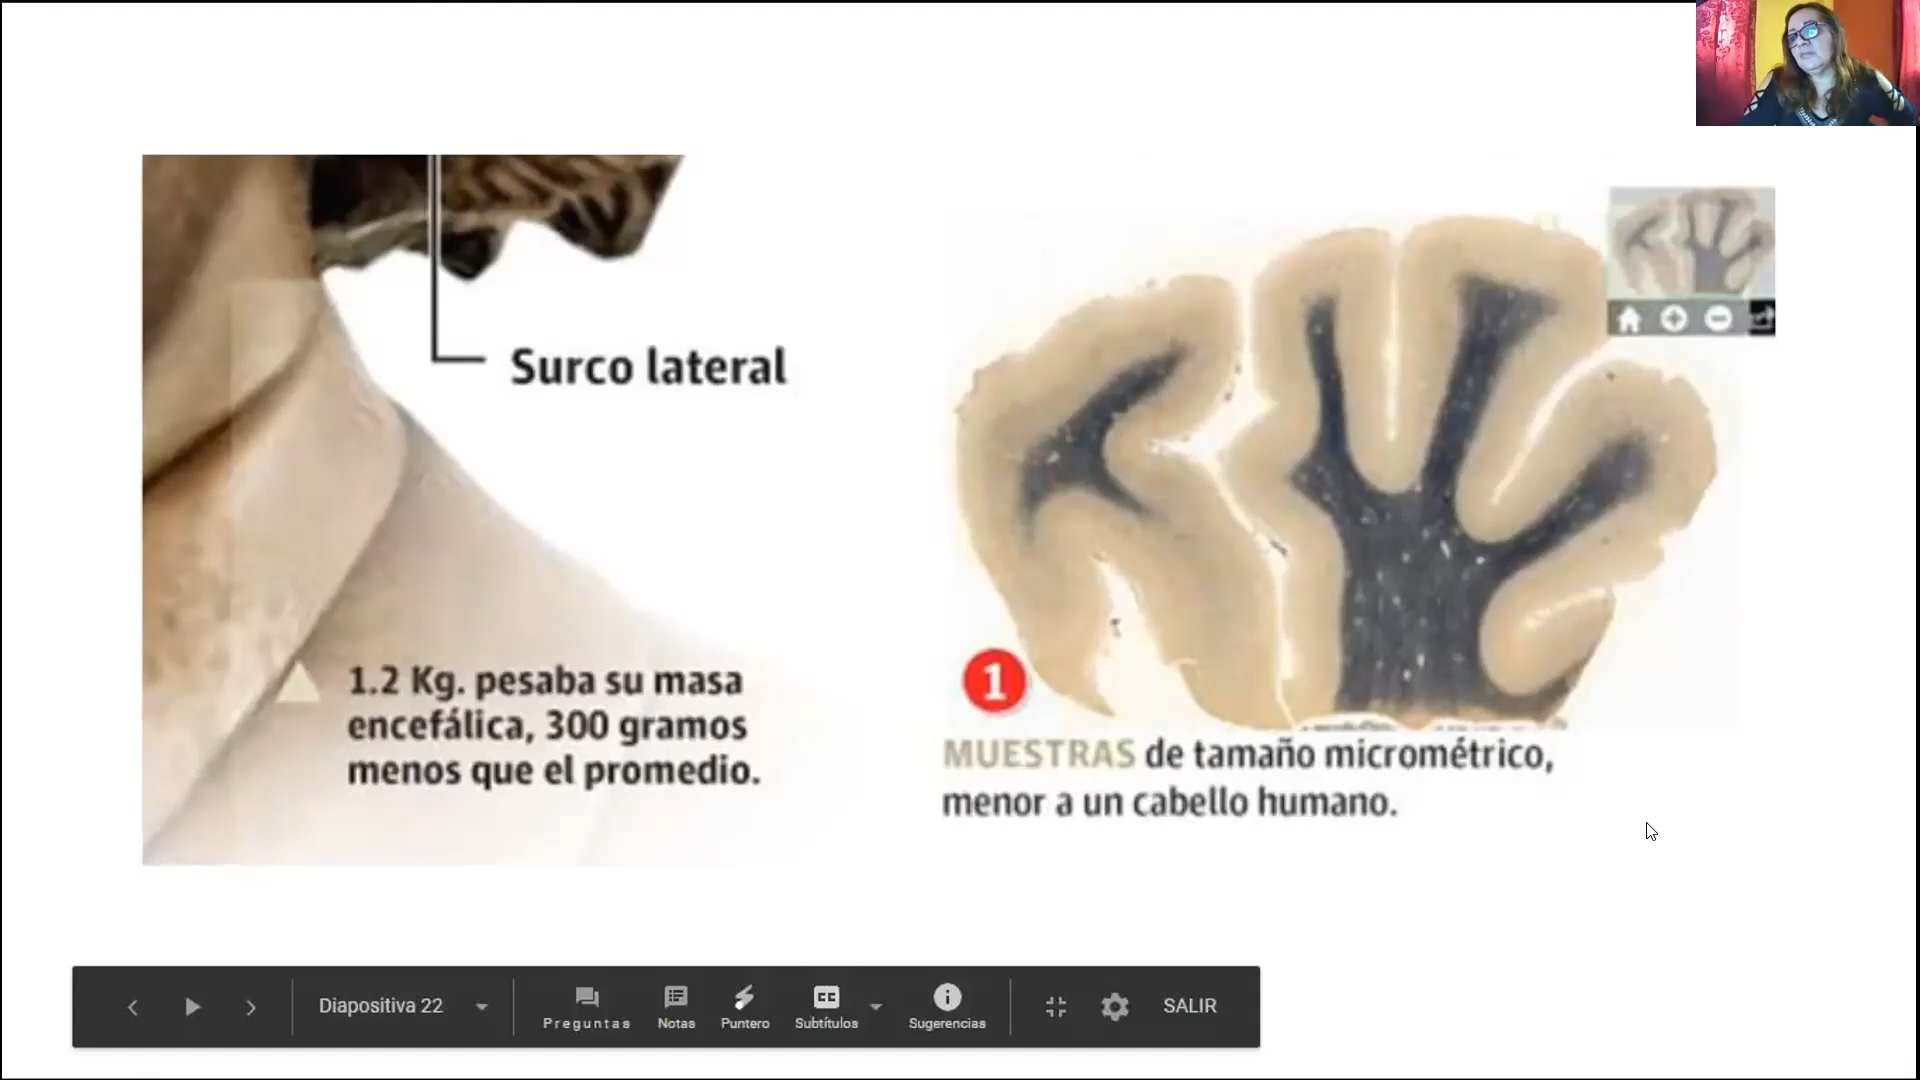 Surco lateral
1.2 Kg. pesaba su masa
encefálica, 300 gramos
menos que el promedio.
1
MUESTRAS de tamaño micrométrico,
menor a un cabello humano.
Diapositiva 22
Preguntas
Notas
Puntero
CC
Subtítulos
Sugerencias
SALIR